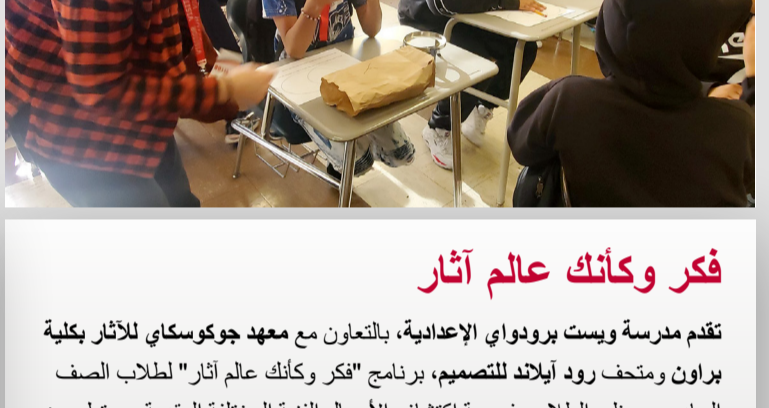 فكر وكأنك عالم آثار
تقدم مدرسة ويست برودواي الإعدادية، بالتعاون مع معهد جوكوسكاي للآثار بكلية
براون ومتحف رود آيلاند للتصميم، برنامج "فكر وكأنك عالم آثار" لطلاب الصف